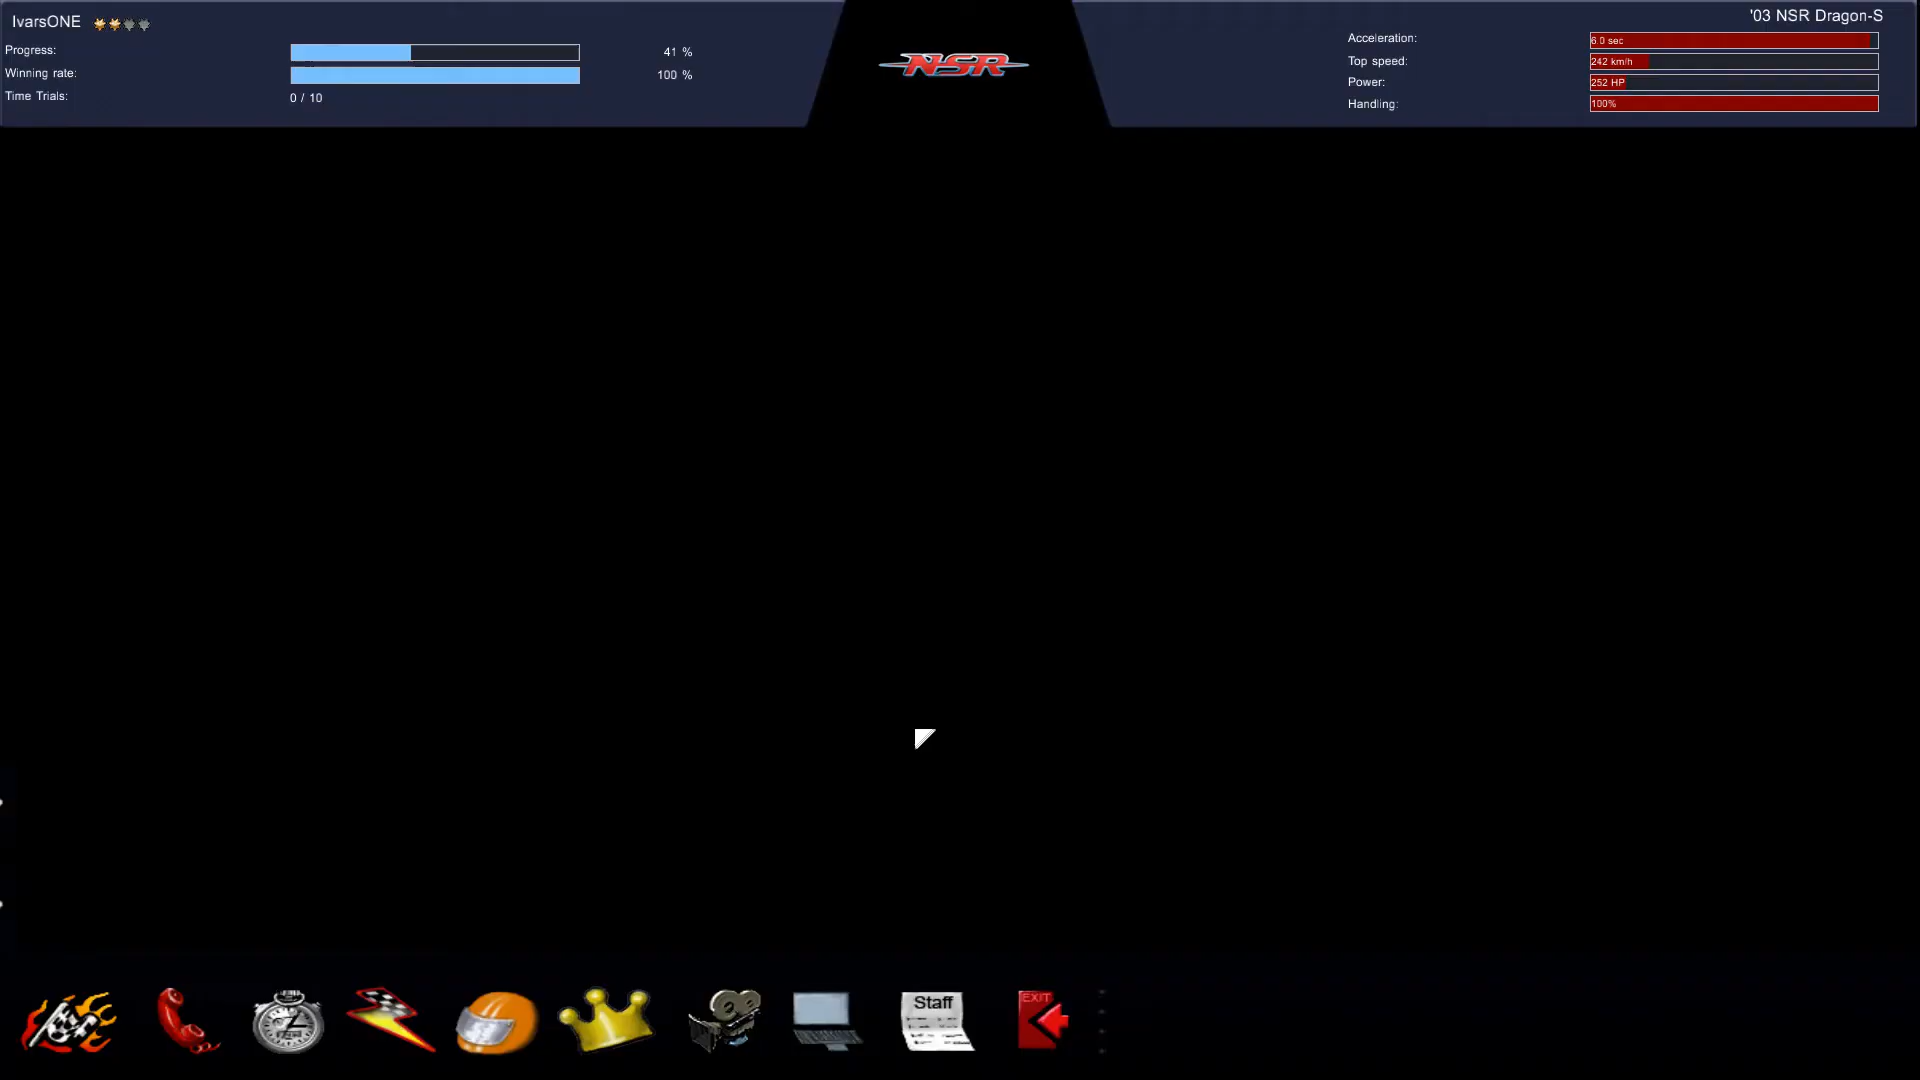 IvarsONE
Progress: 41 %
Winning rate: 100 %
Time Trials: 0 / 10
NSR
'03 NSR Dragon-S
Acceleration: 6.0 sec
Top speed: 242 km/h
Power: 252 HP
Handling: 100%
Staff
EXIT